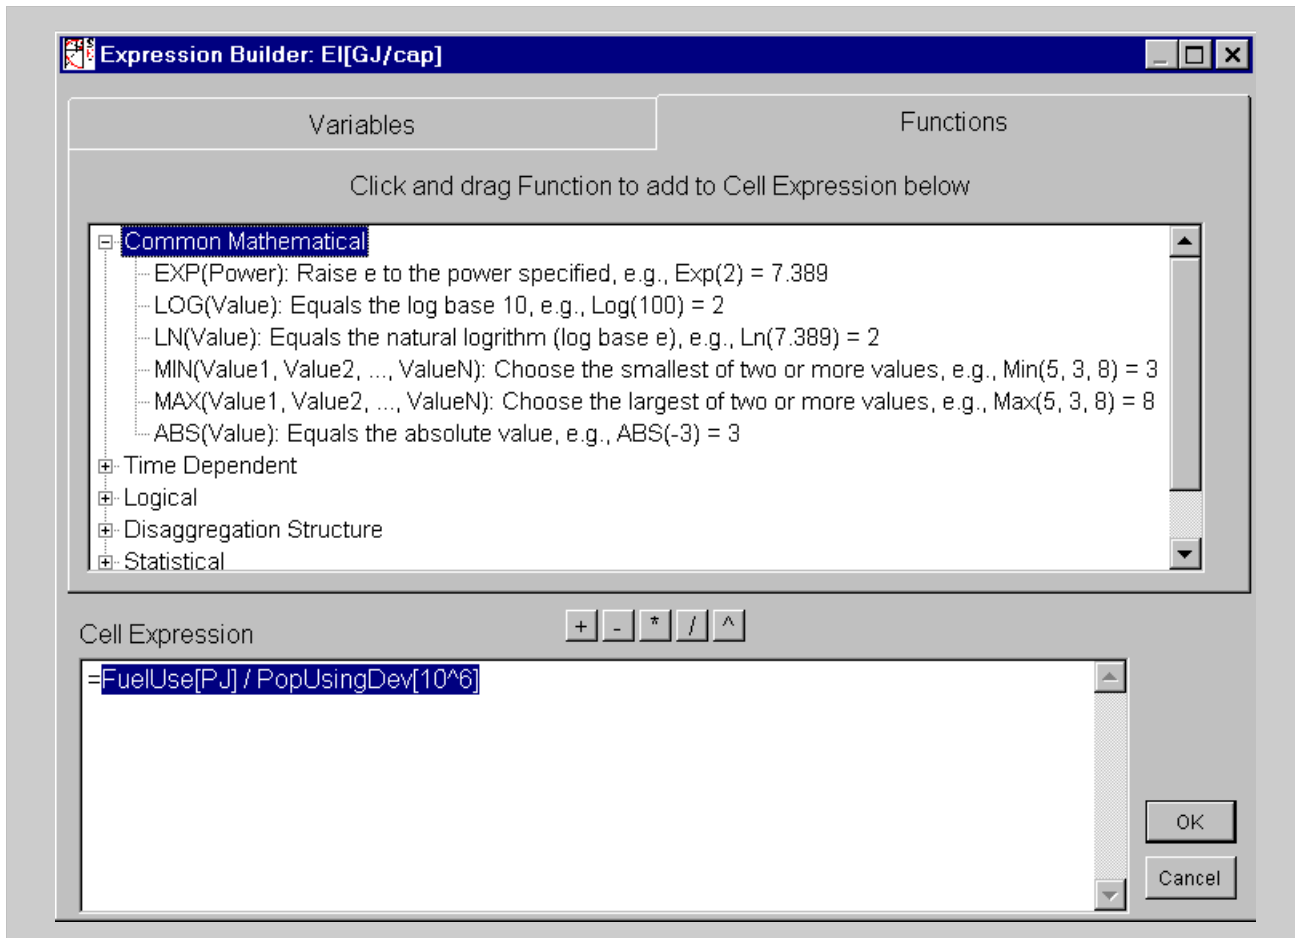 Expression Builder: EI[GJ/cap]
Variables
Functions
Click and drag Function to add to Cell Expression below
Common Mathematical
EXP(Power): Raise e to the power specified, e.g., Exp(2) = 7.389
LOG(Value): Equals the log base 10, e.g., Log(100) = 2
LN(Value): Equals the natural logrithm (log base e), e.g., Ln(7.389) = 2
MIN(Value1, Value2, ..., ValueN): Choose the smallest of two or more values, e.g., Min(5, 3, 8) = 3
MAX(Value1, Value2, ..., ValueN): Choose the largest of two or more values, e.g., Max(5, 3, 8) = 8
ABS(Value): Equals the absolute value, e.g., ABS(-3) = 3
Time Dependent
Logical
Disaggregation Structure
Statistical
Cell Expression
+ - * / ^
=FuelUse[PJ] / PopUsingDev[10^6]
OK
Cancel